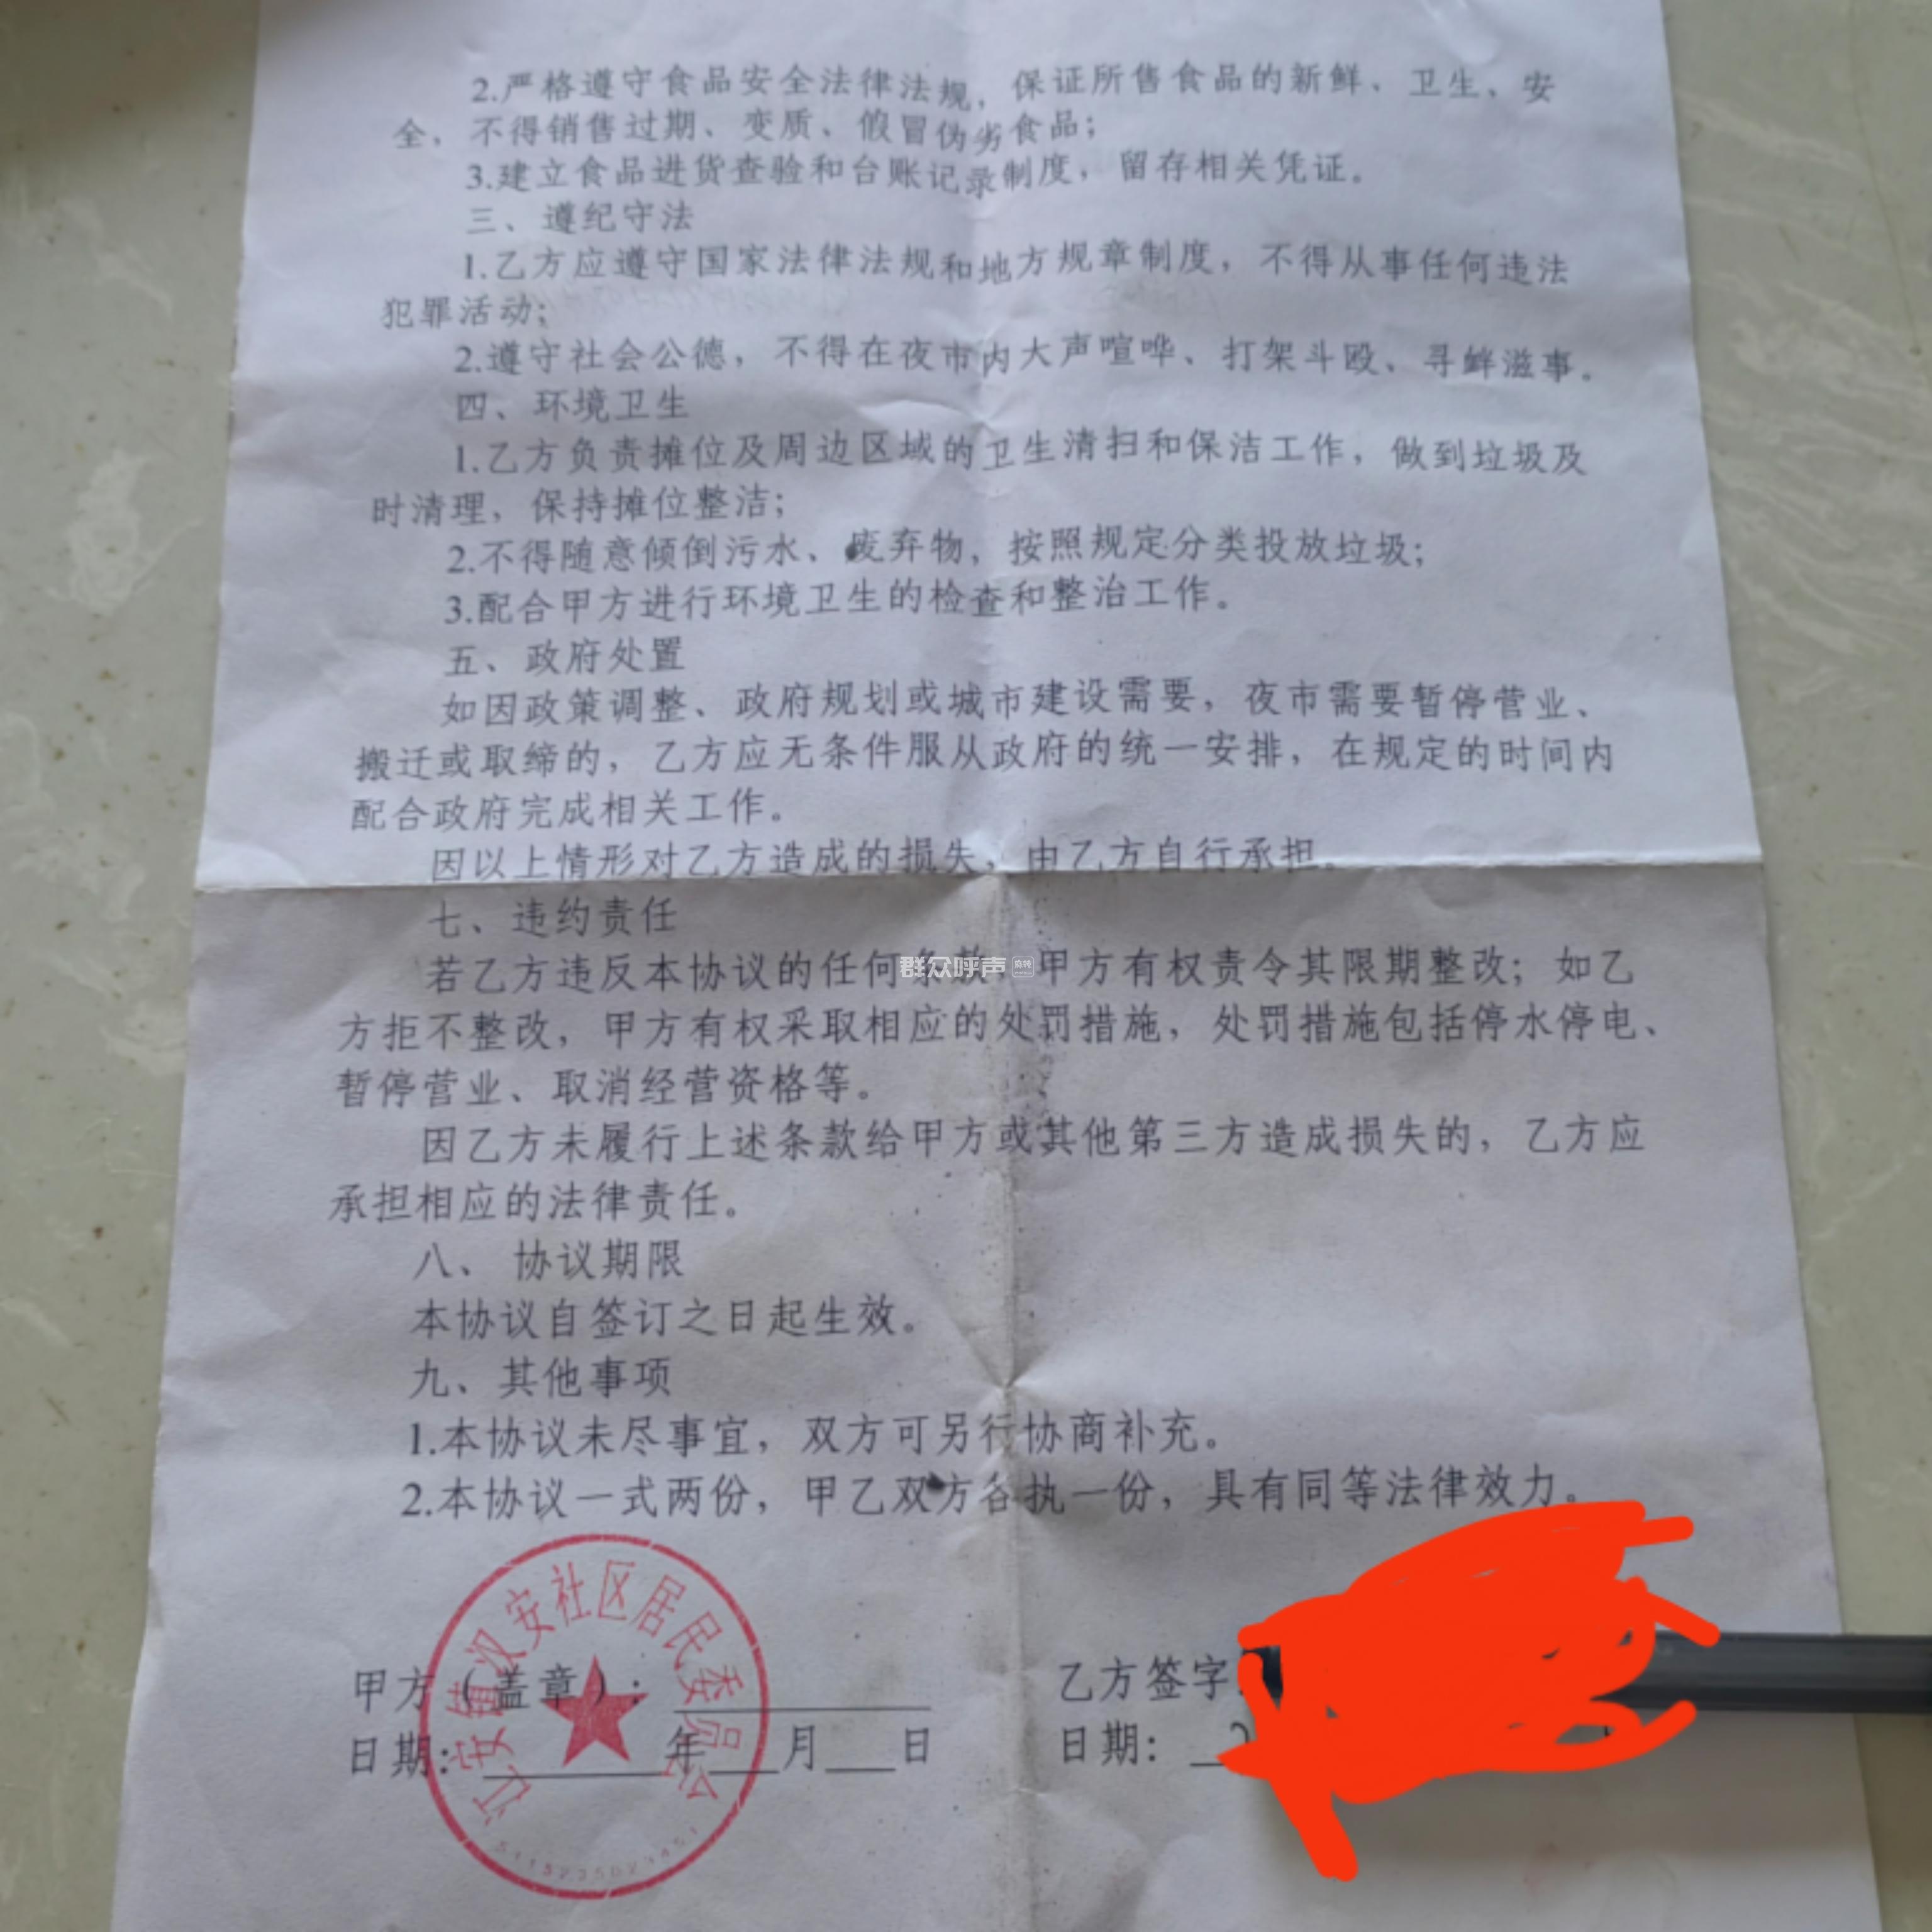 2.严格遵守食品安全法律法规，保证所售食品的新鲜、卫生、安
全，不得销售过期、变质、假冒伪劣食品；
3.建立食品进货查验和台账记录制度，留存相关凭证。
三、遵纪守法
1.乙方应遵守国家法律法规和地方规章制度，不得从事任何违法
犯罪活动；
2.遵守社会公德，不得在夜市内大声喧哗、打架斗殴、寻衅滋事。
四、环境卫生
1.乙方负责摊位及周边区域的卫生清扫和保洁工作，做到垃圾及
时清理，保持摊位整洁；
2.不得随意倾倒污水、废弃物，按照规定分类投放垃圾；
3.配合甲方进行环境卫生的检查和整治工作。
五、政府处置
如因政策调整、政府规划或城市建设需要，夜市需要暂停营业、
搬迁或取缔的，乙方应无条件服从政府的统一安排，在规定的时间内
配合政府完成相关工作。
因以上情形对乙方造成的损失，由乙方自行承担。
七、违约责任
若乙方违反本协议的任何条款，甲方有权责令其限期整改；如乙
方拒不整改，甲方有权采取相应的处罚措施，处罚措施包括停水停电、
暂停营业、取消经营资格等。
因乙方未履行上述条款给甲方或其他第三方造成损失的，乙方应
承担相应的法律责任。
八、 协议期限
本协议自签订之日起生效。
九、其他事项
1.本协议未尽事宜，双方可另行协商补充。
2.本协议一式两份，甲乙双方各执一份，具有同等法律效力。
甲方（盖章）：
乙方签字：
日期： 年 月 日
日期： 2
江安镇汉安社区居民委员会
群众呼声